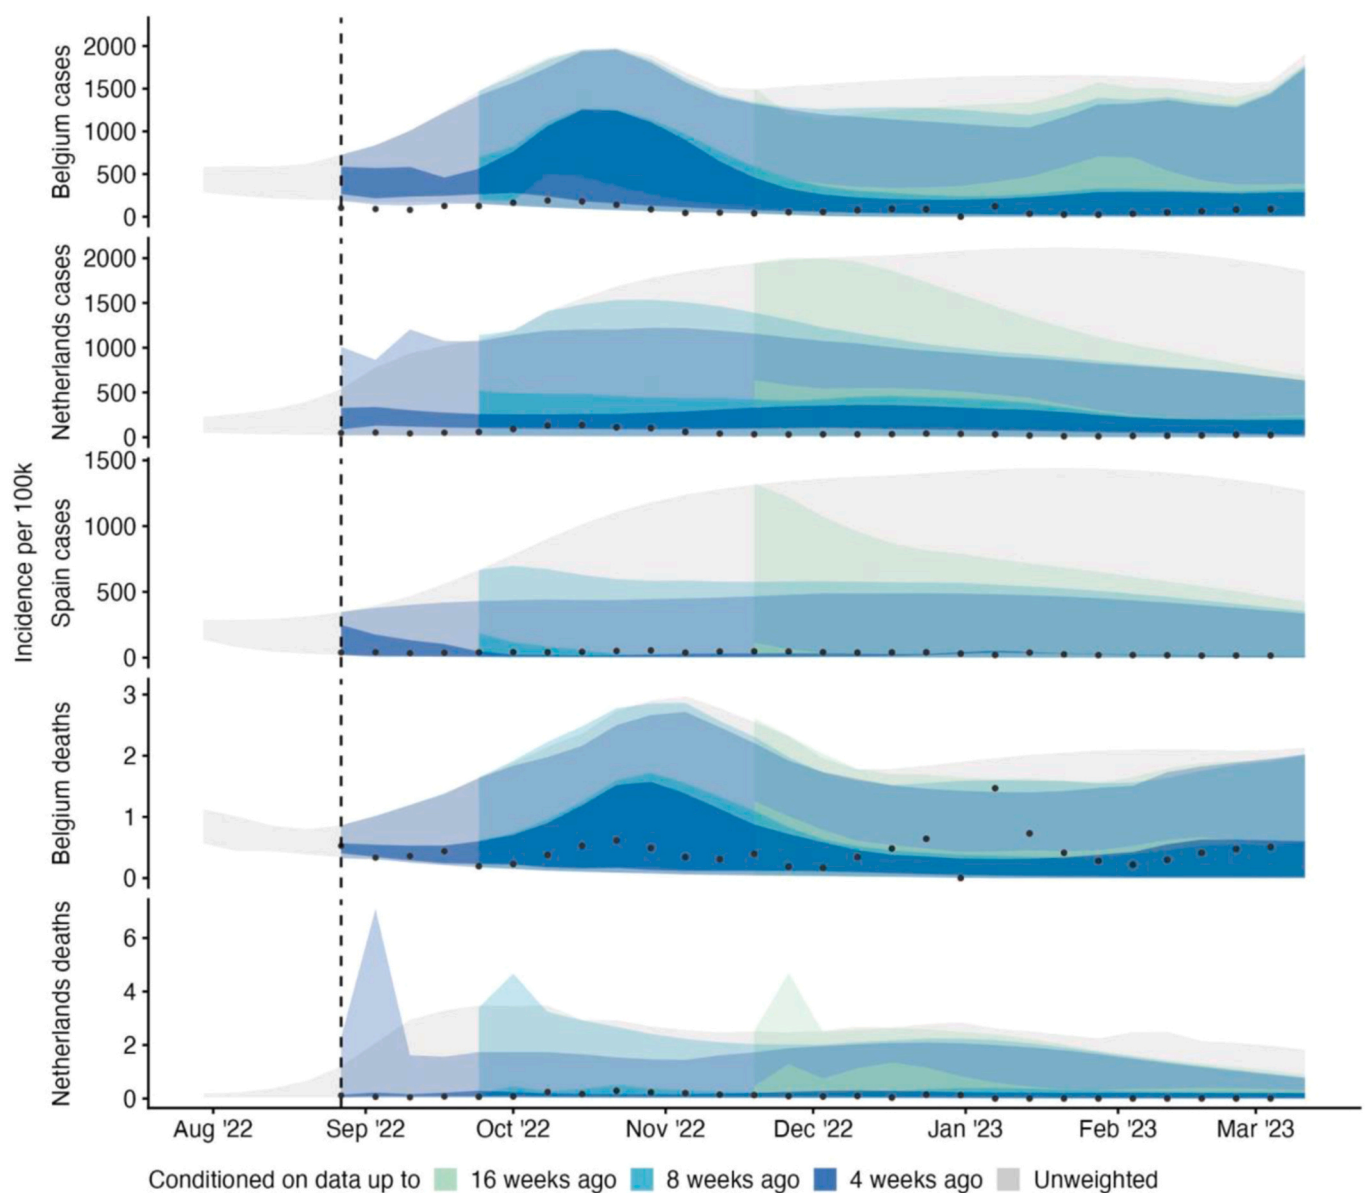 Incidence per 100k
Belgium cases
2000
1500
1000
500
0
Netherlands cases
2000
1500
1000
500
0
Spain cases
1500
1000
500
0
Belgium deaths
3
2
1
0
Netherlands deaths
6
4
2
0
Aug '22 Sep '22 Oct '22 Nov '22 Dec '22 Jan '23 Feb '23 Mar '23
Conditioned on data up to 16 weeks ago 8 weeks ago 4 weeks ago Unweighted